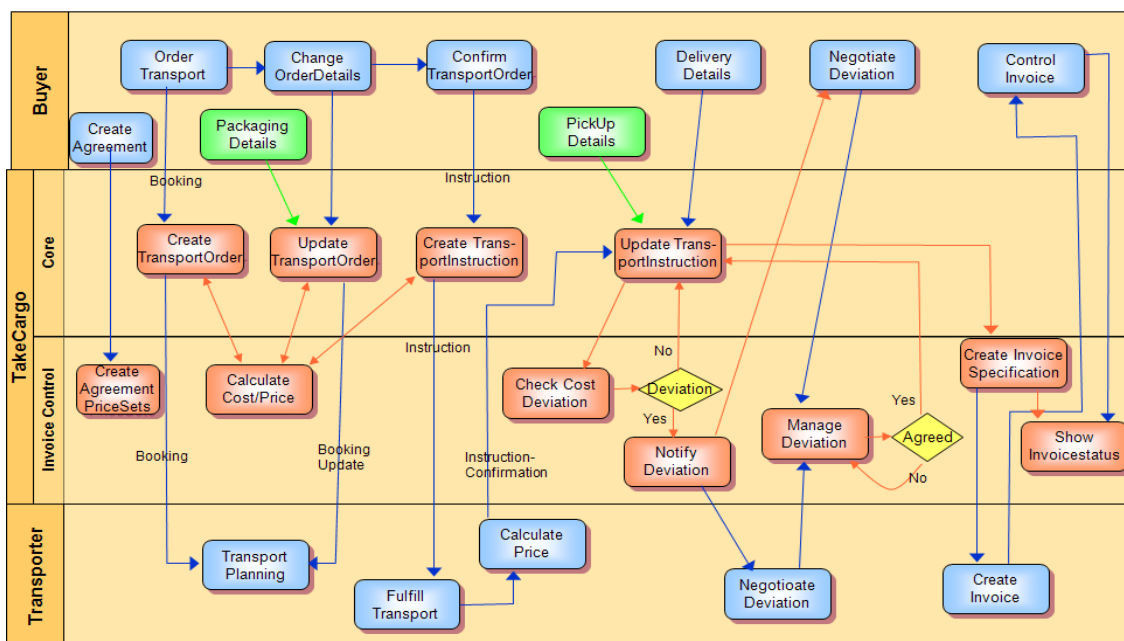 Buyer
Order
Transport
Change
OrderDetails
Confirm
TransportOrder.
Delivery
Details
Negotiate
Deviation
Control
Invoice
Create
Agreement
Packaging
Details
PickUp
Details
Booking
Instruction
TakeCargo
Core
Create
TransportOrder.
Update
TransportOrder.
Create Trans-
portInstruction
Update Trans-
portInstruction
Invoice Control
Instruction
No
Create
Agreement
PriceSets
Calculate
Cost/Price
Check Cost
Deviation
Deviation
Create Invoice
Specification
Yes
Yes
Manage
Deviation
Agreed
Show
Invoicestatus
Booking
Booking
Update
Instruction-
Confirmation
Notify
Deviation
No
Transporter
Transport
Planning
Calculate
Price
Fulfill
Transport
Negotioate
Deviation
Create
Invoice